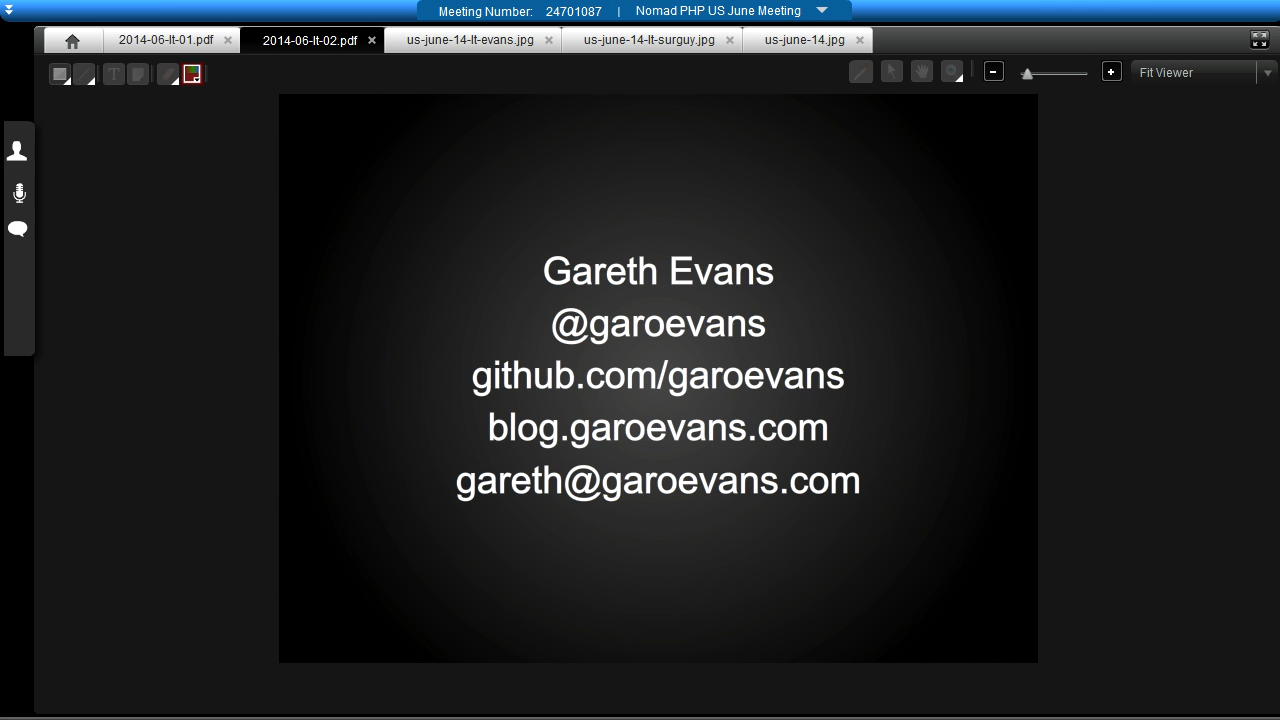 Meeting Number: 24701087 | Nomad PHP US June Meeting
2014-06-lt-01.pdf 2014-06-lt-02.pdf us-june-14-lt-evans.jpg us-june-14-lt-surguy.jpg us-june-14.jpg
T Fit Viewer
Gareth Evans
@garoevans
github.com/garoevans
blog.garoevans.com
gareth@garoevans.com